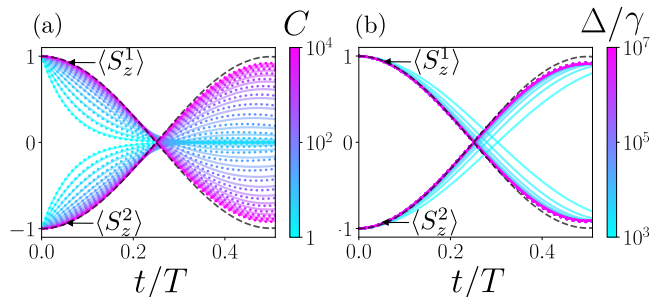 (a)
C
(b)
Δ/γ
1
0
−1
⟨S_z^1⟩
⟨S_z^2⟩
0.0
0.2
0.4
t/T
10^4
10^2
1
1
0
-1
⟨S_z^1⟩
⟨S_z^2⟩
0.0
0.2
0.4
t/T
10^7
10^5
10^3